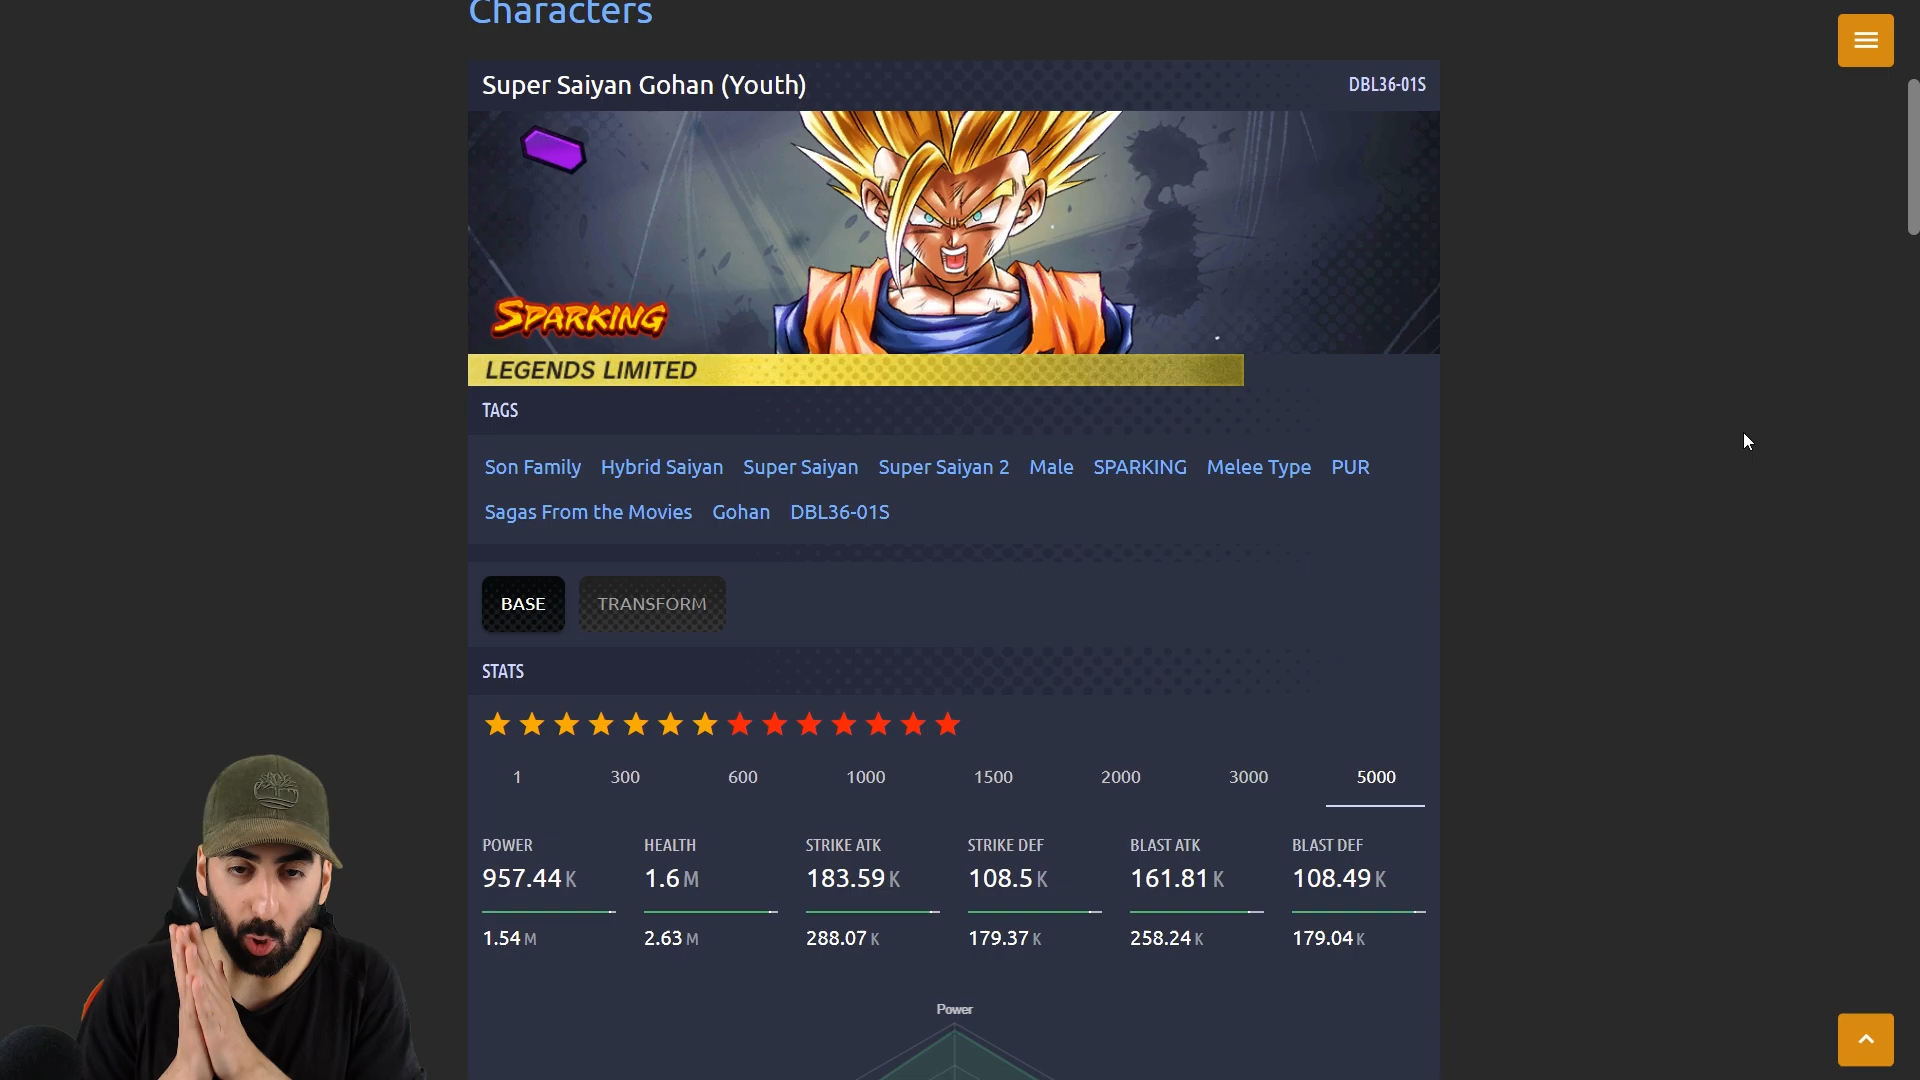 Characters
Super Saiyan Gohan (Youth) DBL36-01S
SPARKING
LEGENDS LIMITED
TAGS
Son Family Hybrid Saiyan Super Saiyan Super Saiyan 2 Male SPARKING Melee Type PUR
Sagas From the Movies Gohan DBL36-01S
BASE TRANSFORM
STATS
1 300 600 1000 1500 2000 3000 5000
POWER HEALTH STRIKE ATK STRIKE DEF BLAST ATK BLAST DEF
957.44 K 1.6 M 183.59 K 108.5 K 161.81 K 108.49 K
1.54 M 2.63 M 288.07 K 179.37 K 258.24 K 179.04 K
Power